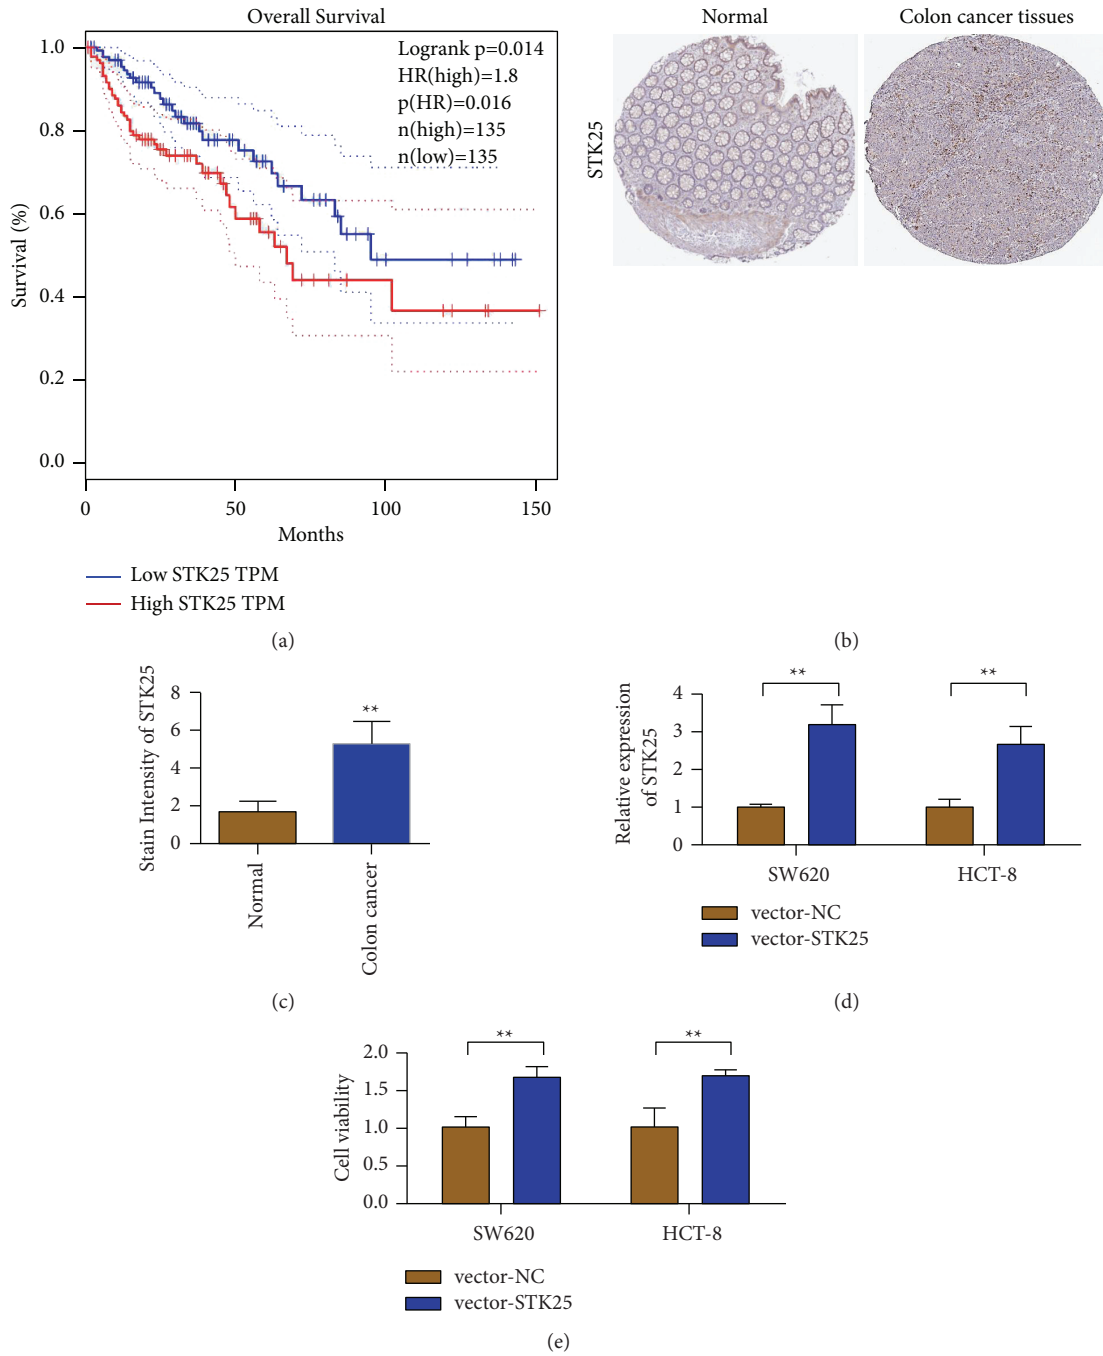 Overall Survival
Logrank p=0.014
HR(high)=1.8
p(HR)=0.016
n(high)=135
n(low)=135
1.0
0.8
0.6
0.4
0.2
0.0
Survival (%)
0 50 100 150
Months
Low STK25 TPM
High STK25 TPM
(a)
Normal Colon cancer tissues
STK25
(b)
Stain Intensity of STK25
8
6
4
2
0
**
Normal
Colon cancer
(c)
Relative expression
of STK25
4
3
2
1
0
** **
SW620 HCT-8
vector-NC
vector-STK25
(d)
Cell viability
2.0
1.5
1.0
0.5
0.0
** **
SW620 HCT-8
vector-NC
vector-STK25
(e)